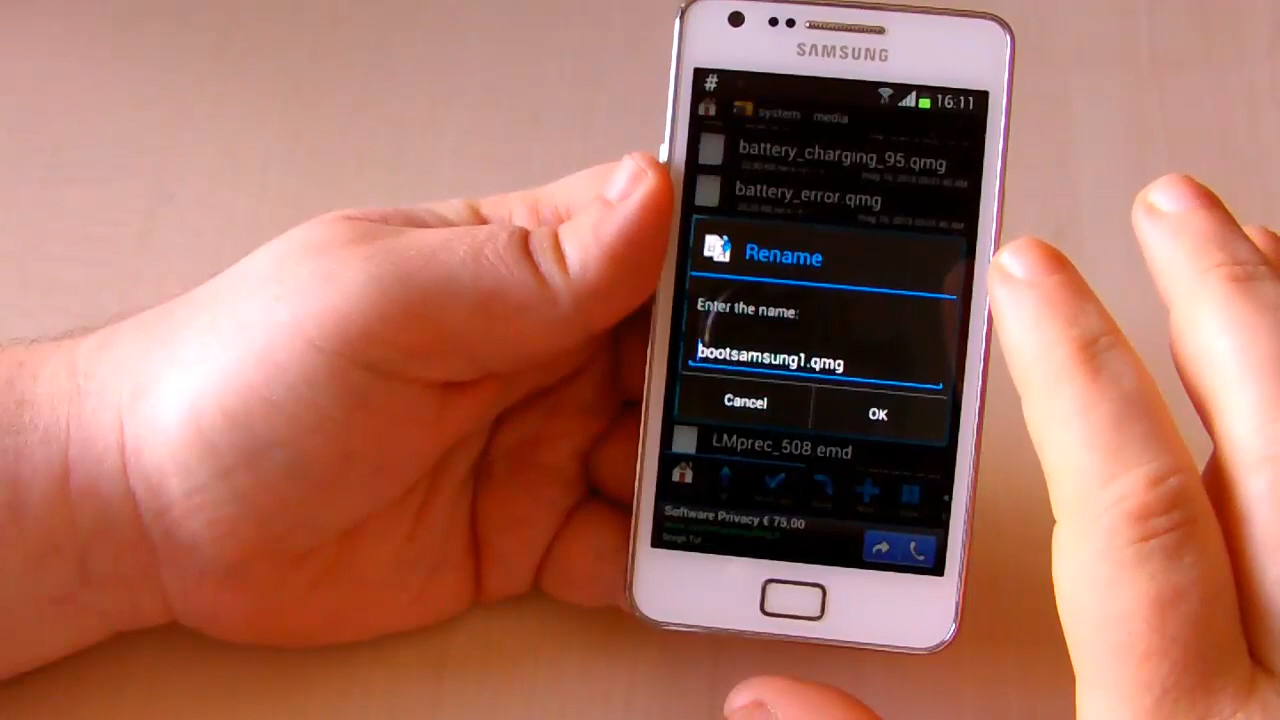 SAMSUNG
# 16:11
system media
battery_charging_95.qmg
battery_error.qmg
Rename
Enter the name:
bootsamsung1.qmg
Cancel OK
LMprec_508.emd
Software Privacy € 75,00